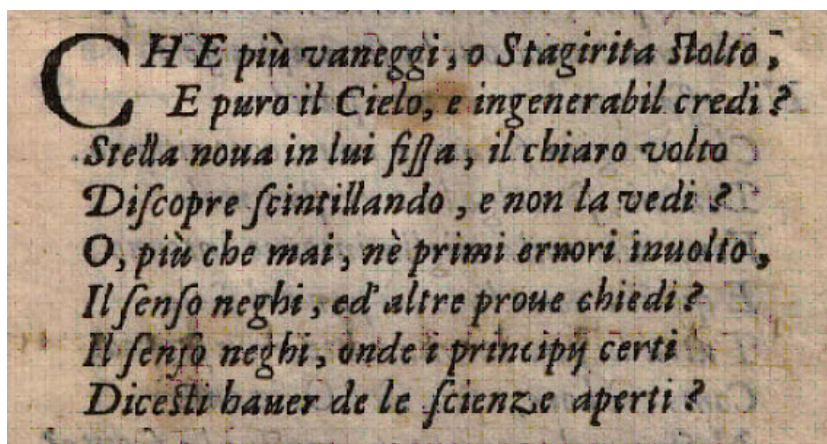 CHE più vaneggi, o Stagirita ſtolto,
E puro il Cielo, e ingenerabil credi?
Stella noua in lui fiſſa, il chiaro volto
Diſcopre ſcintillando, e non la vedi?
O, più che mai, nè primi errori inuolto,
Il ſenſo neghi, ed altre proue chiedi?
Il ſenſo neghi, onde i principij certi
Diceſti hauer de le ſcienze aperti?